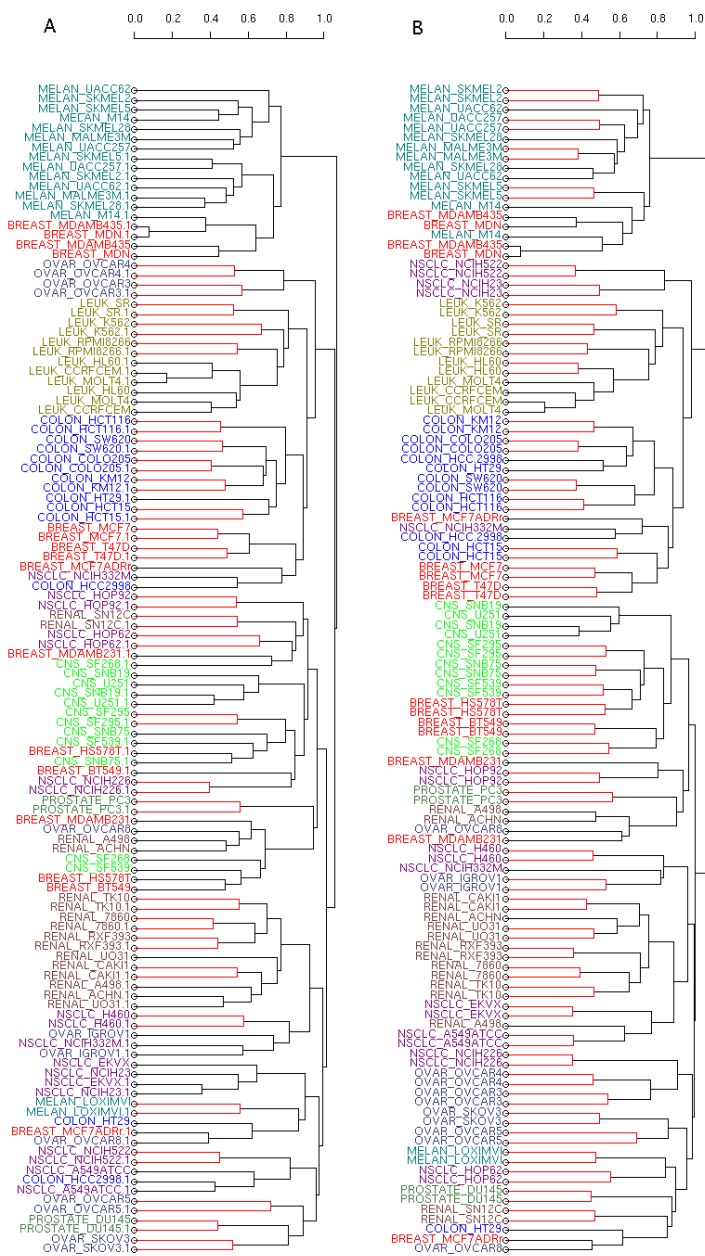 A
B
0.0 0.2 0.4 0.6 0.8 1.0
0.0 0.2 0.4 0.6 0.8 1.0
MELAN_UACC62
MELAN_SKMEL2
MELAN_SKMEL5
MELAN_M14
MELAN_SKMEL28
MELAN_MALME3M
MELAN_UACC257
MELAN_SKMEL5.1
MELAN_UACC257.1
MELAN_SKMEL2.1
MELAN_UACC62.1
MELAN_MALME3M.1
MELAN_SKMEL28.1
MELAN_M14.1
BREAST_MDAMB435.1
BREAST_MDN.1
BREAST_MDAMB435
BREAST_MDN
OVAR_OVCAR4
OVAR_OVCAR4.1
OVAR_OVCAR3
OVAR_OVCAR3.1
LEUK_SR
LEUK_SR.1
LEUK_K562
LEUK_K562.1
LEUK_RPMI8266
LEUK_RPMI8266.1
LEUK_HL60.1
LEUK_CCRFCEM.1
LEUK_MOLT4.1
LEUK_HL60
LEUK_MOLT4
LEUK_CCRFCEM
COLON_HCT116
COLON_HCT116.1
COLON_SW620
COLON_SW620.1
COLON_COLO205
COLON_COLO205.1
COLON_KM12
COLON_KM12.1
COLON_HT29.1
COLON_HCT15
COLON_HCT15.1
BREAST_MCF7
BREAST_MCF7.1
BREAST_T47D
BREAST_T47D.1
BREAST_MCF7ADRr
NSCLC_NCIH332M
COLON_HCC2998
NSCLC_HOP92
NSCLC_HOP92.1
RENAL_SN12C
RENAL_SN12C.1
NSCLC_HOP62
NSCLC_HOP62.1
BREAST_MDAMB231.1
CNS_SF268.1
CNS_SNB19
CNS_U251
CNS_SNB19.1
CNS_U251.1
CNS_SF295
CNS_SF295.1
CNS_SNB75
CNS_SF539.1
BREAST_HS578T.1
CNS_SNB75.1
BREAST_BT549.1
NSCLC_NCIH226
NSCLC_NCIH226.1
PROSTATE_PC3
PROSTATE_PC3.1
BREAST_MDAMB231
OVAR_OVCAR8
RENAL_A498
RENAL_ACHN
CNS_SF268
CNS_SF539
BREAST_HS578T
BREAST_BT549
RENAL_TK10
RENAL_TK10.1
RENAL_7860
RENAL_7860.1
RENAL_RXF393
RENAL_RXF393.1
RENAL_UO31
RENAL_CAKI1
RENAL_CAKI1.1
RENAL_A498.1
RENAL_ACHN.1
RENAL_UO31.1
NSCLC_H460
NSCLC_H460.1
OVAR_IGROV1
NSCLC_NCIH332M.1
OVAR_IGROV1.1
NSCLC_EKVX
NSCLC_NCIH23
NSCLC_EKVX.1
NSCLC_NCIH23.1
MELAN_LOXIMVI
MELAN_LOXIMVI.1
COLON_HT29
BREAST_MCF7ADRr.1
OVAR_OVCAR8.1
NSCLC_NCIH522
NSCLC_NCIH522.1
NSCLC_A549ATCC
COLON_HCC2998.1
NSCLC_A549ATCC.1
OVAR_OVCAR5
OVAR_OVCAR5.1
PROSTATE_DU145
PROSTATE_DU145.1
OVAR_SKOV3
OVAR_SKOV3.1
MELAN_SKMEL2
MELAN_SKMEL2
MELAN_UACC62
MELAN_UACC257
MELAN_UACC257
MELAN_SKMEL28
MELAN_MALME3M
MELAN_MALME3M
MELAN_SKMEL28
MELAN_UACC62
MELAN_SKMEL5
MELAN_SKMEL5
MELAN_M14
BREAST_MDAMB435
BREAST_MDN
MELAN_M14
BREAST_MDAMB435
BREAST_MDN
NSCLC_NCIH522
NSCLC_NCIH522
NSCLC_NCIH23
NSCLC_NCIH23
LEUK_K562
LEUK_K562
LEUK_SR
LEUK_SR
LEUK_RPMI8266
LEUK_RPMI8266
LEUK_HL60
LEUK_HL60
LEUK_MOLT4
LEUK_CCRFCEM
LEUK_CCRFCEM
LEUK_MOLT4
COLON_KM12
COLON_KM12
COLON_COLO205
COLON_COLO205
COLON_HCC.2998
COLON_HT29
COLON_SW620
COLON_SW620
COLON_HCT116
COLON_HCT116
BREAST_MCF7ADRr
NSCLC_NCIH332M
COLON_HCC.2998
COLON_HCT15
COLON_HCT15
BREAST_MCF7
BREAST_MCF7
BREAST_T47D
BREAST_T47D
CNS_SNB19
CNS_U251
CNS_SNB19
CNS_U251
CNS_SF295
CNS_SF295
CNS_SNB75
CNS_SNB75
CNS_SF539
CNS_SF539
BREAST_HS578T
BREAST_HS578T
BREAST_BT549
BREAST_BT549
CNS_SF268
CNS_SF268
BREAST_MDAMB231
NSCLC_HOP92
NSCLC_HOP92
PROSTATE_PC3
PROSTATE_PC3
RENAL_A498
RENAL_ACHN
OVAR_OVCAR8
BREAST_MDAMB231
NSCLC_H460
NSCLC_H460
NSCLC_NCIH332M
OVAR_IGROV1
OVAR_IGROV1
RENAL_CAKI1
RENAL_CAKI1
RENAL_ACHN
RENAL_UO31
RENAL_UO31
RENAL_RXF393
RENAL_RXF393
RENAL_7860
RENAL_7860
RENAL_TK10
RENAL_TK10
NSCLC_EKVX
NSCLC_EKVX
RENAL_A498
NSCLC_A549ATCC
NSCLC_A549ATCC
NSCLC_NCIH226
NSCLC_NCIH226
OVAR_OVCAR4
OVAR_OVCAR4
OVAR_OVCAR3
OVAR_OVCAR3
OVAR_SKOV3
OVAR_SKOV3
OVAR_OVCAR5
OVAR_OVCAR5
MELAN_LOXIMVI
MELAN_LOXIMVI
NSCLC_HOP62
NSCLC_HOP62
PROSTATE_DU145
PROSTATE_DU145
RENAL_SN12C
RENAL_SN12C
COLON_HT29
BREAST_MCF7ADRr
OVAR_OVCAR8